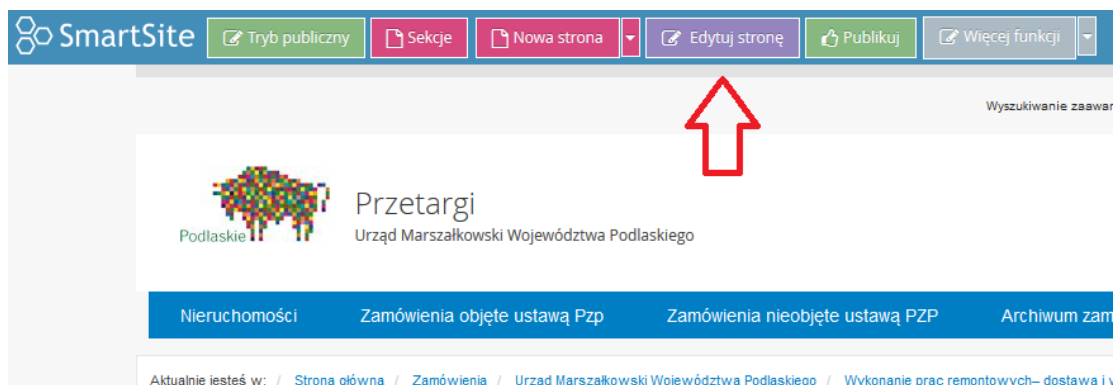 SmartSite Tryb publiczny Sekcje Nowa strona Edytuj stronę Publikuj Więcej funkcji
Wyszukiwanie zaawar
Podlaskie
Przetargi
Urząd Marszałkowski Województwa Podlaskiego
Nieruchomości Zamówienia objęte ustawą Pzp Zamówienia nieobjęte ustawą PZP Archiwum zam
Aktualnie jesteś w: / Strona główna / Zamówienia / Urząd Marszałkowski Województwa Podlaskiego / Wykonanie prac remontowych– dostawa i